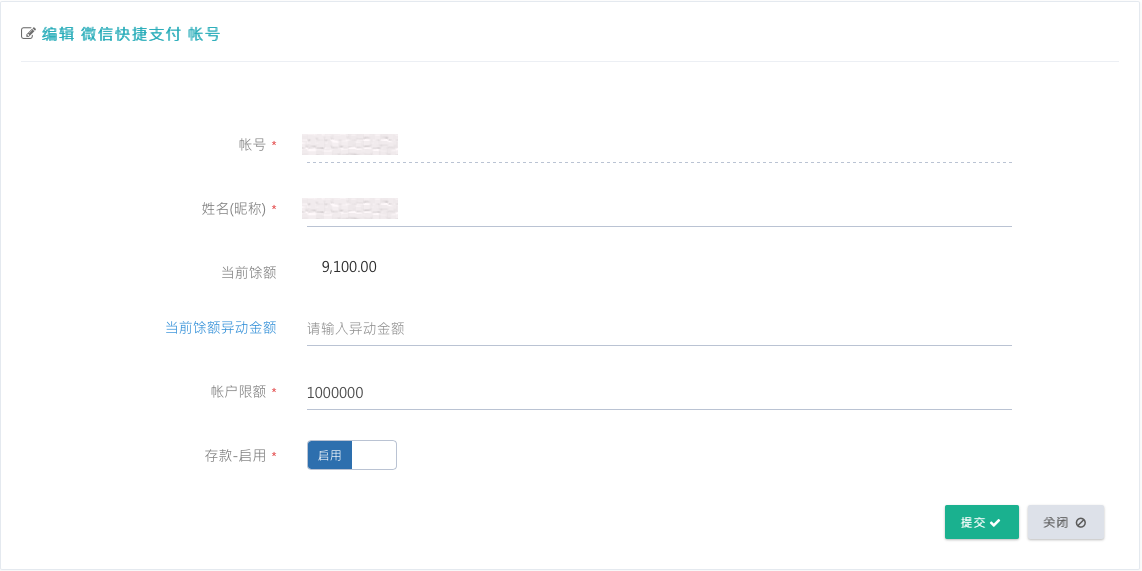 编辑 微信快捷支付 帐号
帐号 *
姓名(昵称) *
当前馀额 9,100.00
当前馀额异动金额 请输入异动金额
帐户限额 * 1000000
存款-启用 * 启用
提交 关闭